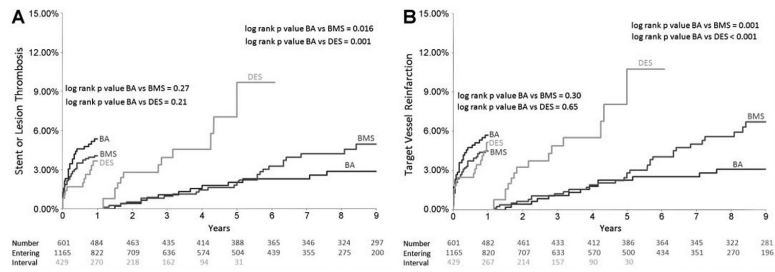 A
15.00%
12.00%
9.00%
6.00%
3.00%
0.00%
Stent or Lesion Thrombosis
log rank p value BA vs BMS = 0.016
log rank p value BA vs DES = 0.001
log rank p value BA vs BMS = 0.27
log rank p value BA vs DES = 0.21
DES
BA
BMS
DES
BMS
BA
0 1 2 3 4 5 6 7 8 9
Years
Number 601 484 463 435 414 388 365 346 324 297
Entering 1165 822 709 636 574 504 439 355 275 200
Interval 429 270 218 162 94 31
B
15.00%
12.00%
9.00%
6.00%
3.00%
0.00%
Target Vessel Reinfarction
log rank p value BA vs BMS = 0.001
log rank p value BA vs DES < 0.001
log rank p value BA vs BMS = 0.30
log rank p value BA vs DES = 0.65
DES
BA
DES
BMS
BMS
BA
0 1 2 3 4 5 6 7 8 9
Years
Number 601 482 461 433 412 386 364 345 322 281
Entering 1165 820 707 633 570 500 434 351 270 196
Interval 429 267 214 157 90 30